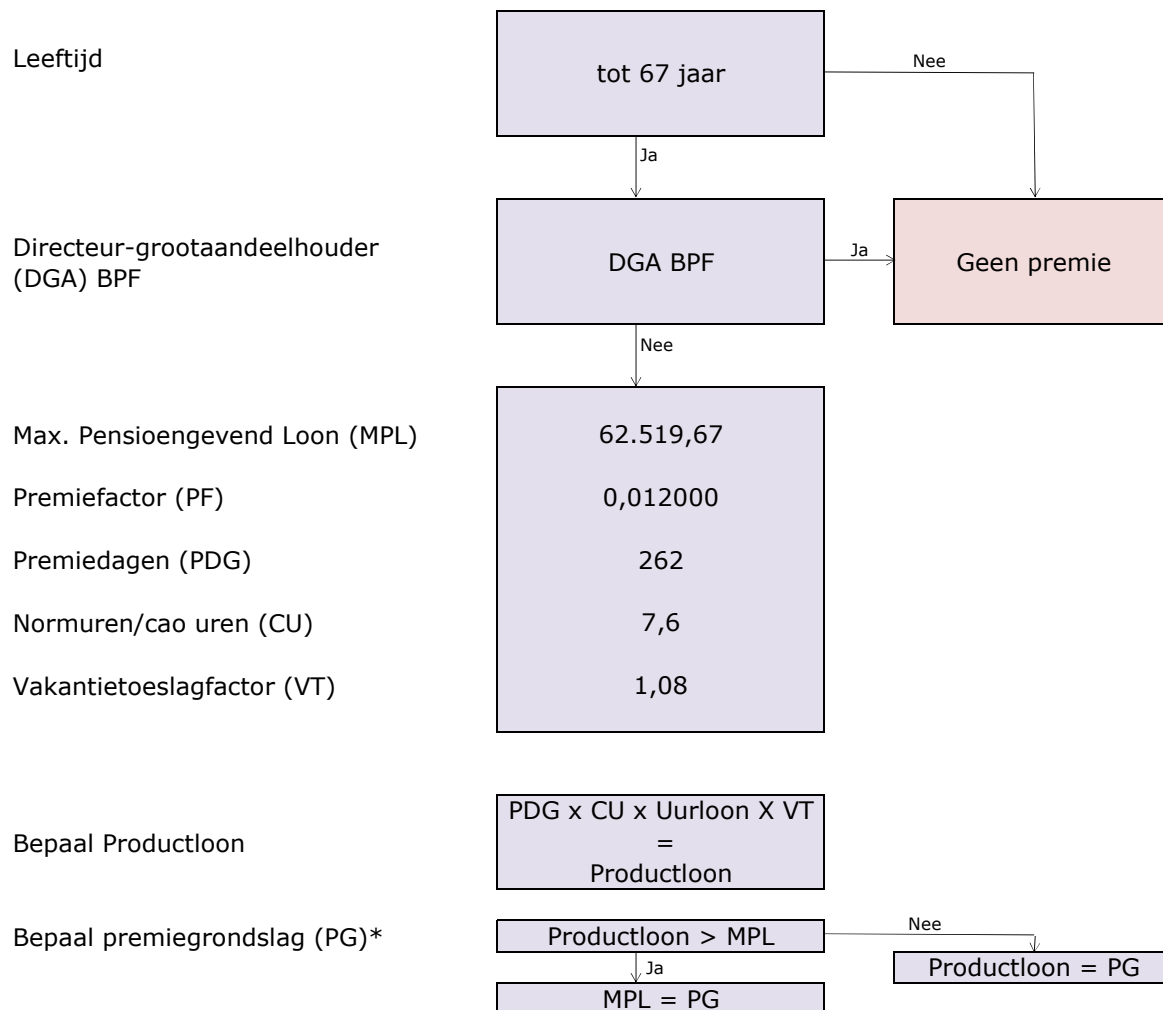 Leeftijd
tot 67 jaar
Nee
Ja
Directeur-grootaandeelhouder
(DGA) BPF
DGA BPF
Ja
Geen premie
Nee
Max. Pensioengevend Loon (MPL)
62.519,67
Premiefactor (PF)
0,012000
Premiedagen (PDG)
262
Normuren/cao uren (CU)
7,6
Vakantietoeslagfactor (VT)
1,08
Bepaal Productloon
PDG x CU x Uurloon X VT
=
Productloon
Bepaal premiegrondslag (PG)*
Productloon > MPL
Nee
Productloon = PG
Ja
MPL = PG